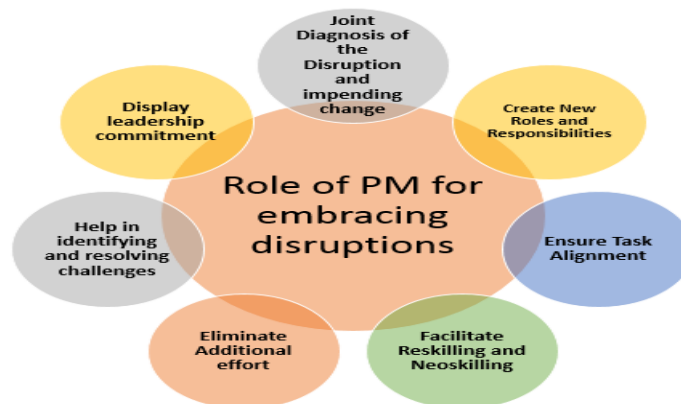 Joint
Diagnosis of
the
Disruption
and
impending
change
Create New
Roles and
Responsibilities
Ensure Task
Alignment
Facilitate
Reskilling and
Neoskilling
Eliminate
Additional
effort
Help in
identifying
and resolving
challenges
Display
leadership
commitment
Role of PM for
embracing
disruptions